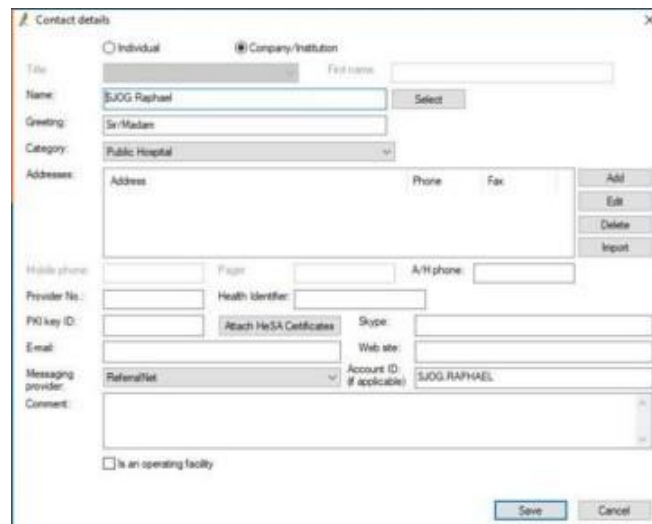 Contact details
Individual Company/Institution
Title: First name:
Name: SJOG Raphael Select
Greeting: Sir/Madam
Category: Public Hospital
Addresses: Address Phone Fax Add
Edit
Delete
Import
Mobile phone: Pager: A/H phone:
Provider No.: Health Identifier:
PKI key ID: Attach HeSA Certificates Skype:
E-mail: Web site:
Messaging provider: ReferralNet Account ID: (if applicable) SJOG.RAPHAEL
Comment:
Is an operating facility
Save Cancel